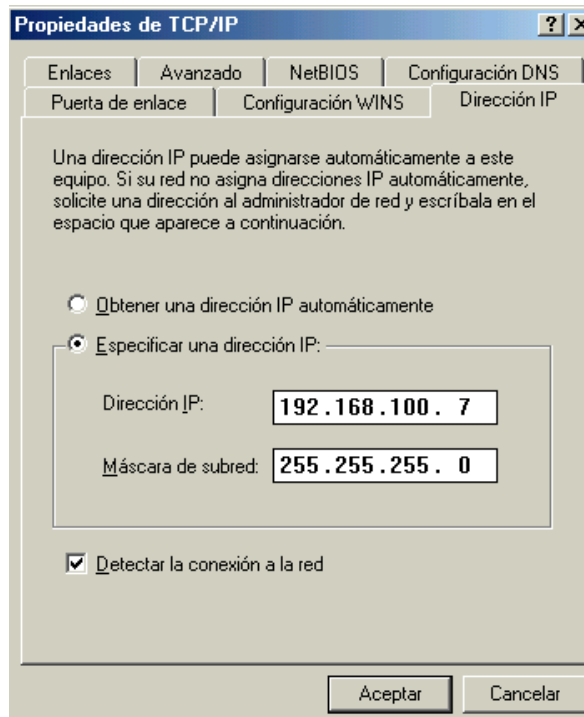 Propiedades de TCP/IP
Enlaces Avanzado NetBIOS Configuración DNS
Puerta de enlace Configuración WINS Dirección IP
Una dirección IP puede asignarse automáticamente a este
equipo. Si su red no asigna direcciones IP automáticamente,
solicite una dirección al administrador de red y escríbala en el
espacio que aparece a continuación.
Obtener una dirección IP automáticamente
Especificar una dirección IP:
Dirección IP: 192.168.100. 7
Máscara de subred: 255.255.255. 0
Detectar la conexión a la red
Aceptar Cancelar